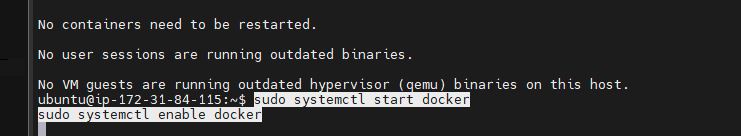 No containers need to be restarted.
No user sessions are running outdated binaries.
No VM guests are running outdated hypervisor (qemu) binaries on this host.
ubuntu@ip-172-31-84-115:~$ sudo systemctl start docker
sudo systemctl enable docker